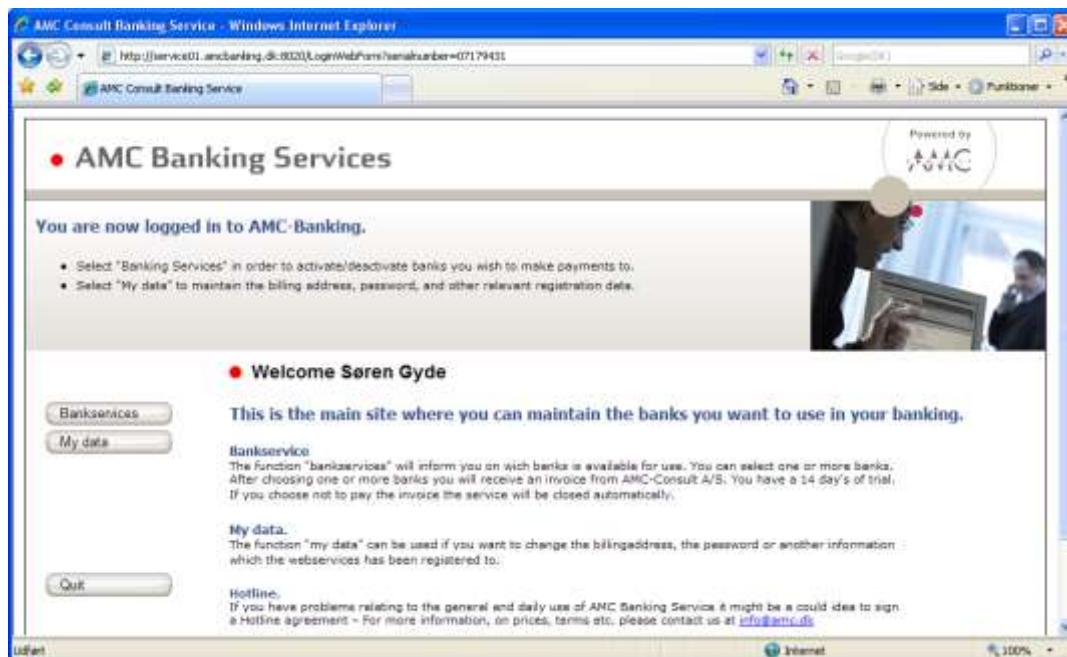 AMC Consult Banking Service - Windows Internet Explorer
http://service01.amcbanking.dk:8020/LoginWebForm?serialnumber=07179431
AMC Consult Banking Service
Side
Funktioner
AMC Banking Services
Powered by
AMC
You are now logged in to AMC-Banking.
• Select "Banking Services" in order to activate/deactivate banks you wish to make payments to.
• Select "My data" to maintain the billing address, password, and other relevant registration data.
Welcome Søren Gyde
Bankservices
My data
Quit
This is the main site where you can maintain the banks you want to use in your banking.
Bankservice
The function "bankservices" will inform you on wich banks is available for use. You can select one or more banks.
After choosing one or more banks you will receive an invoice from AMC-Consult A/S. You have a 14 day's of trial.
If you choose not to pay the invoice the service will be closed automatically.
My data.
The function "my data" can be used if you want to change the billingaddress, the password or another information
which the webservices has been registered to.
Hotline.
If you have problems relating to the general and daily use of AMC Banking Service it might be a could idea to sign
a Hotline agreement – For more information, on prices, terms etc. please contact us at info@amc.dk
Udført
Internet
100%